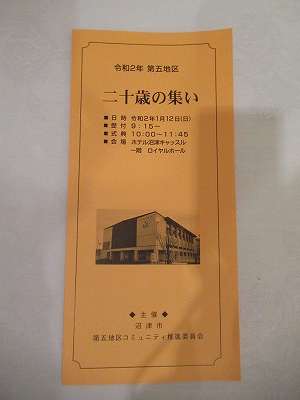 令和2年 第五地区
二十歳の集い
■日時 令和2年1月12日(日)
■受付 9:15～
■式典 10:00～11:45
■会場 ホテル沼津キャッスル
一階 ロイヤルホール
◆ 主催 ◆
沼津市
第五地区コミュニティ推進委員会